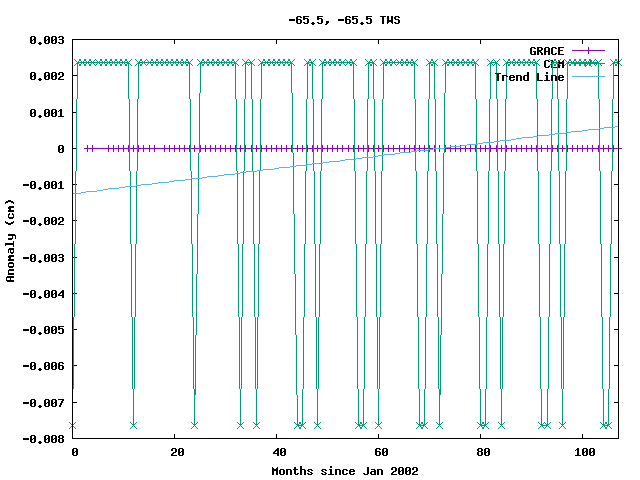 -65.5, -65.5 TWS
0.003
0.002
0.001
0
-0.001
-0.002
-0.003
-0.004
-0.005
-0.006
-0.007
-0.008
Anomaly (cm)
GRACE
CLM
Trend Line
0 20 40 60 80 100
Months since Jan 2002